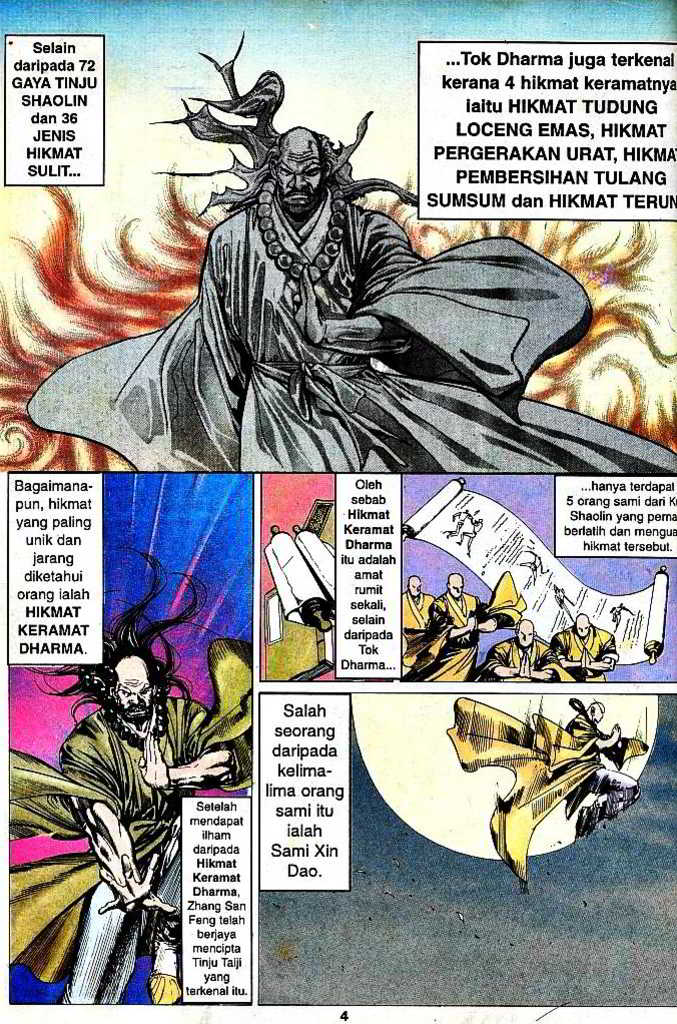 Selain
daripada 72
GAYA TINJU
SHAOLIN
dan 36
JENIS
HIKMAT
SULIT...
...Tok Dharma juga terkenal
kerana 4 hikmat keramatnya
iaitu HIKMAT TUDUNG
LOCENG EMAS, HIKMAT
PERGERAKAN URAT, HIKMAT
PEMBERSIHAN TULANG
SUMSUM dan HIKMAT
Bagaimana-
pun, hikmat
yang paling
unik dan
jarang
diketahui
orang ialah
HIKMAT
KERAMAT
DHARMA.
Setelah
mendapat
ilham
daripada
Hikmat
Keramat
Dharma,
Zhang San
Feng telah
berjaya
mencipta
Tinju Taiji
yang
terkenal itu.
Oleh
sebab
Hikmat
Keramat
Dharma
itu adalah
amat
rumit
sekali,
selain
daripada
Tok
Dharma...
...hanya terdapat
5 orang sami dari
Shaolin yang
berlatih dan
hikmat tersebut.
Salah
seorang
daripada
kelima-
lima orang
sami itu
ialah
Sami Xin
Dao.
4